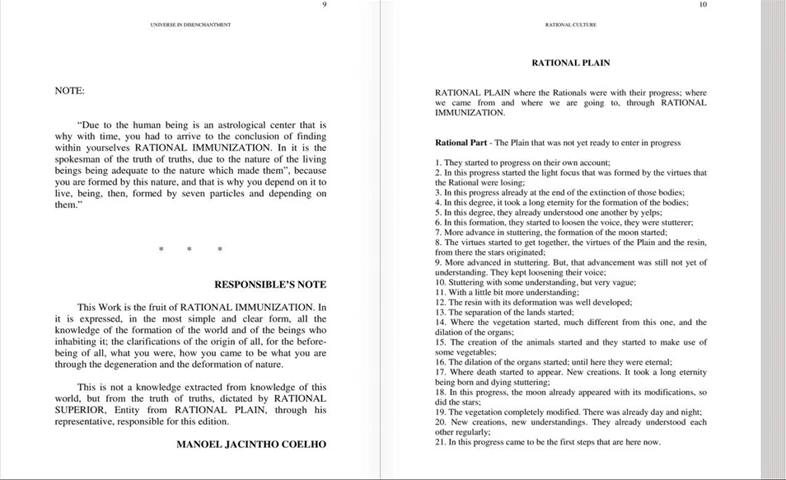 9
UNIVERSE IN DISENCHANTMENT
NOTE:
“Due to the human being is an astrological center that is
why with time, you had to arrive to the conclusion of finding
within yourselves RATIONAL IMMUNIZATION. In it is the
spokesman of the truth of truths, due to the nature of the living
beings being adequate to the nature which made them”, because
you are formed by this nature, and that is why you depend on it to
live, being, then, formed by seven particles and depending on
them.”
* * *
RESPONSIBLE’S NOTE
This Work is the fruit of RATIONAL IMMUNIZATION. In
it is expressed, in the most simple and clear form, all the
knowledge of the formation of the world and of the beings who
inhabiting it; the clarifications of the origin of all, for the before-
being of all, what you were, how you came to be what you are
through the degeneration and the deformation of nature.
This is not a knowledge extracted from knowledge of this
world, but from the truth of truths, dictated by RATIONAL
SUPERIOR, Entity from RATIONAL PLAIN, through his
representative, responsible for this edition.
MANOEL JACINTHO COELHO
10
RATIONAL CULTURE
RATIONAL PLAIN
RATIONAL PLAIN where the Rationals were with their progress; where
we came from and where we are going to, through RATIONAL
IMMUNIZATION.
Rational Part - The Plain that was not yet ready to enter in progress
1. They started to progress on their own account;
2. In this progress started the light focus that was formed by the virtues that
the Rational were losing;
3. In this progress already at the end of the extinction of those bodies;
4. In this degree, it took a long eternity for the formation of the bodies;
5. In this degree, they already understood one another by yelps;
6. In this formation, they started to loosen the voice, they were stutterer;
7. More advance in stuttering, the formation of the moon started;
8. The virtues started to get together, the virtues of the Plain and the resin,
from there the stars originated;
9. More advanced in stuttering. But, that advancement was still not yet of
understanding. They kept loosening their voice;
10. Stuttering with some understanding, but very vague;
11. With a little bit more understanding;
12. The resin with its deformation was well developed;
13. The separation of the lands started;
14. Where the vegetation started, much different from this one, and the
dilation of the organs;
15. The creation of the animals started and they started to make use of
some vegetables;
16. The dilation of the organs started; until here they were eternal;
17. Where death started to appear. New creations. It took a long eternity
being born and dying stuttering;
18. In this progress, the moon already appeared with its modifications, so
did the stars;
19. The vegetation completely modified. There was already day and night;
20. New creations, new understandings. They already understood each
other regularly;
21. In this progress came to be the first steps that are here now.